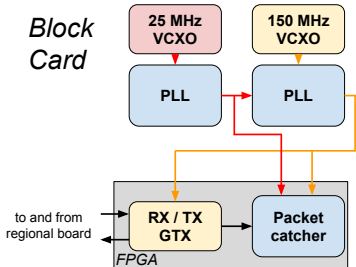 Block
Card
25 MHz
VCXO
150 MHz
VCXO
PLL
PLL
to and from
regional board
RX / TX
GTX
Packet
catcher
FPGA